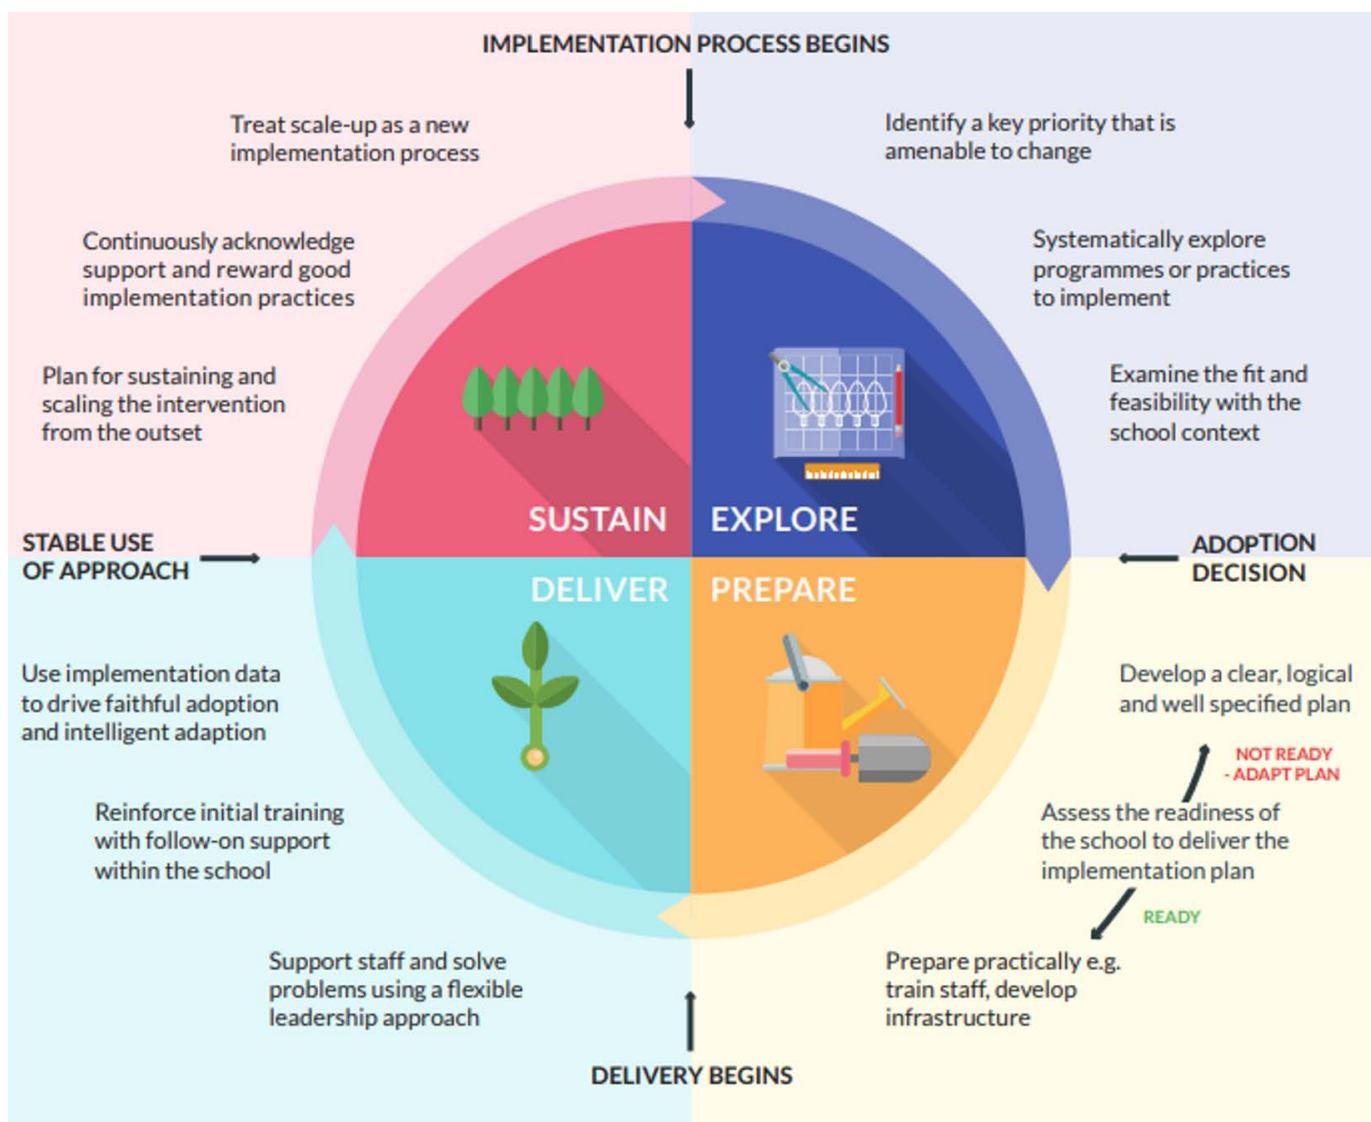 IMPLEMENTATION PROCESS BEGINS
Identify a key priority that is
amenable to change
Systematically explore
programmes or practices
to implement
Examine the fit and
feasibility with the
school context
EXPLORE
ADOPTION
DECISION
PREPARE
Develop a clear, logical
and well specified plan
NOT READY
- ADAPT PLAN
Assess the readiness of
the school to deliver the
implementation plan
READY
Prepare practically e.g.
train staff, develop
infrastructure
DELIVERY BEGINS
DELIVER
Support staff and solve
problems using a flexible
leadership approach
Reinforce initial training
with follow-on support
within the school
Use implementation data
to drive faithful adoption
and intelligent adaption
STABLE USE
OF APPROACH
SUSTAIN
Plan for sustaining and
scaling the intervention
from the outset
Continuously acknowledge
support and reward good
implementation practices
Treat scale-up as a new
implementation process